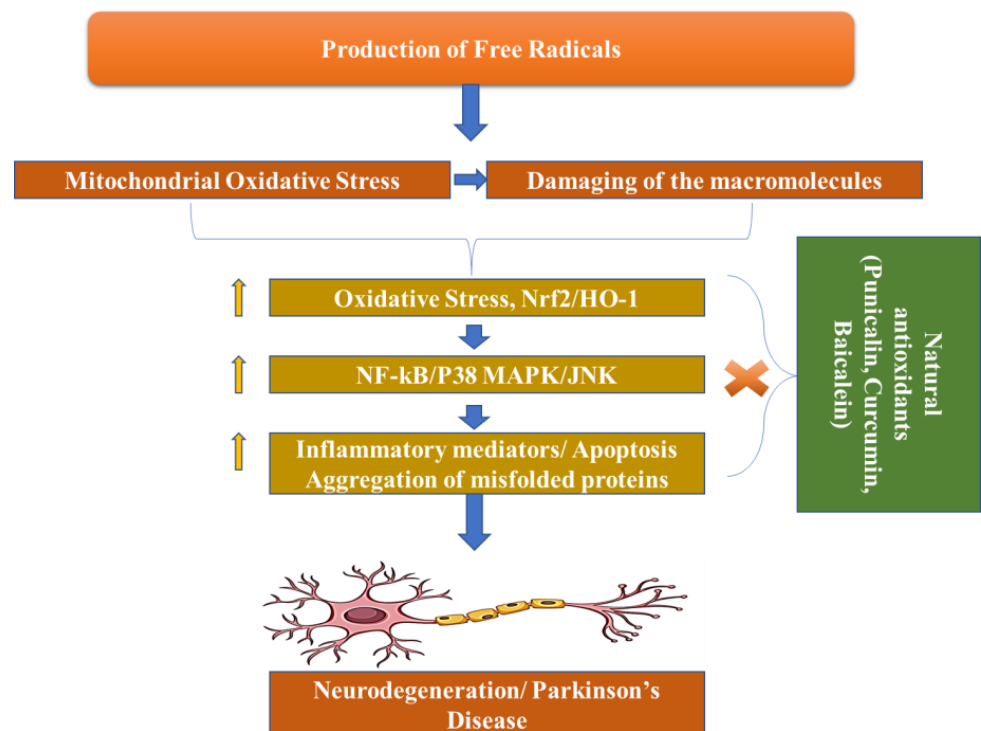 Production of Free Radicals
Mitochondrial Oxidative Stress
Damaging of the macromolecules
Oxidative Stress, Nrf2/HO-1
NF-kB/P38 MAPK/JNK
Inflammatory mediators/ Apoptosis
Aggregation of misfolded proteins
Natural
antioxidants
(Punicalin, Curcumin,
Baicalein)
Neurodegeneration/ Parkinson's
Disease